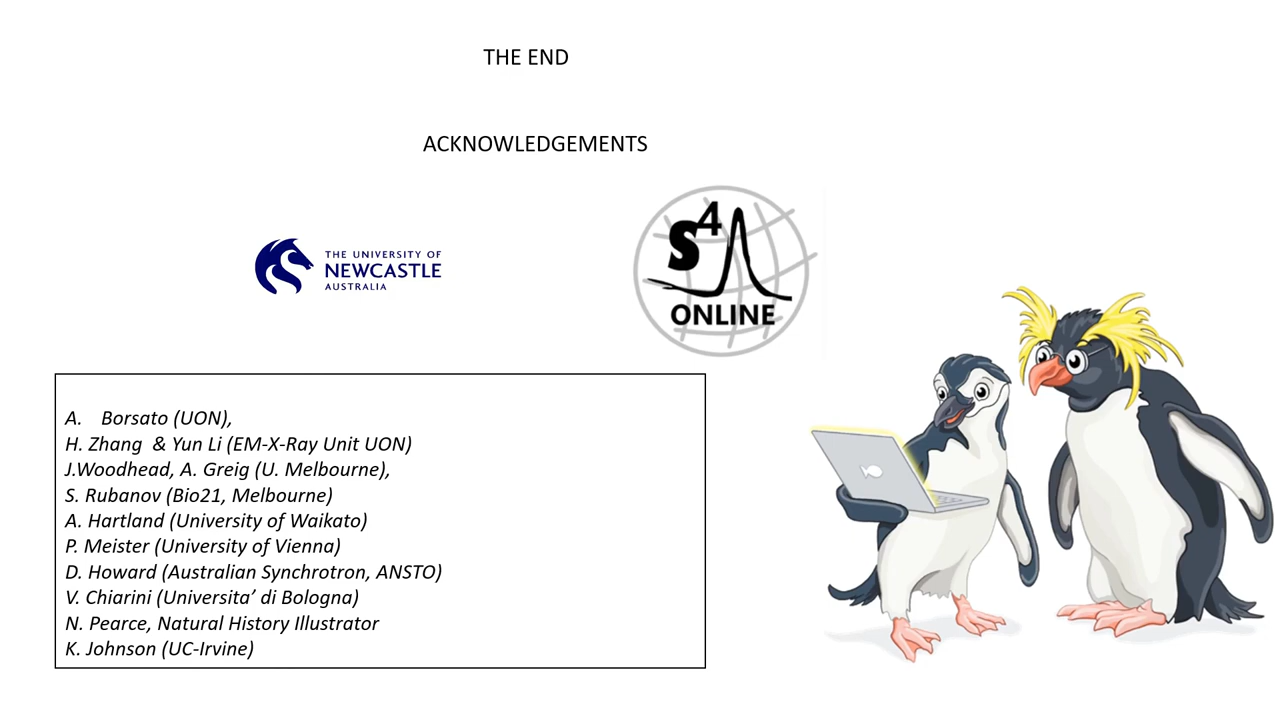 THE END
ACKNOWLEDGEMENTS
THE UNIVERSITY OF
NEWCASTLE
AUSTRALIA
S4
ONLINE
A. Borsato (UON),
H. Zhang & Yun Li (EM-X-Ray Unit UON)
J.Woodhead, A. Greig (U. Melbourne),
S. Rubanov (Bio21, Melbourne)
A. Hartland (University of Waikato)
P. Meister (University of Vienna)
D. Howard (Australian Synchrotron, ANSTO)
V. Chiarini (Universita’ di Bologna)
N. Pearce, Natural History Illustrator
K. Johnson (UC-Irvine)